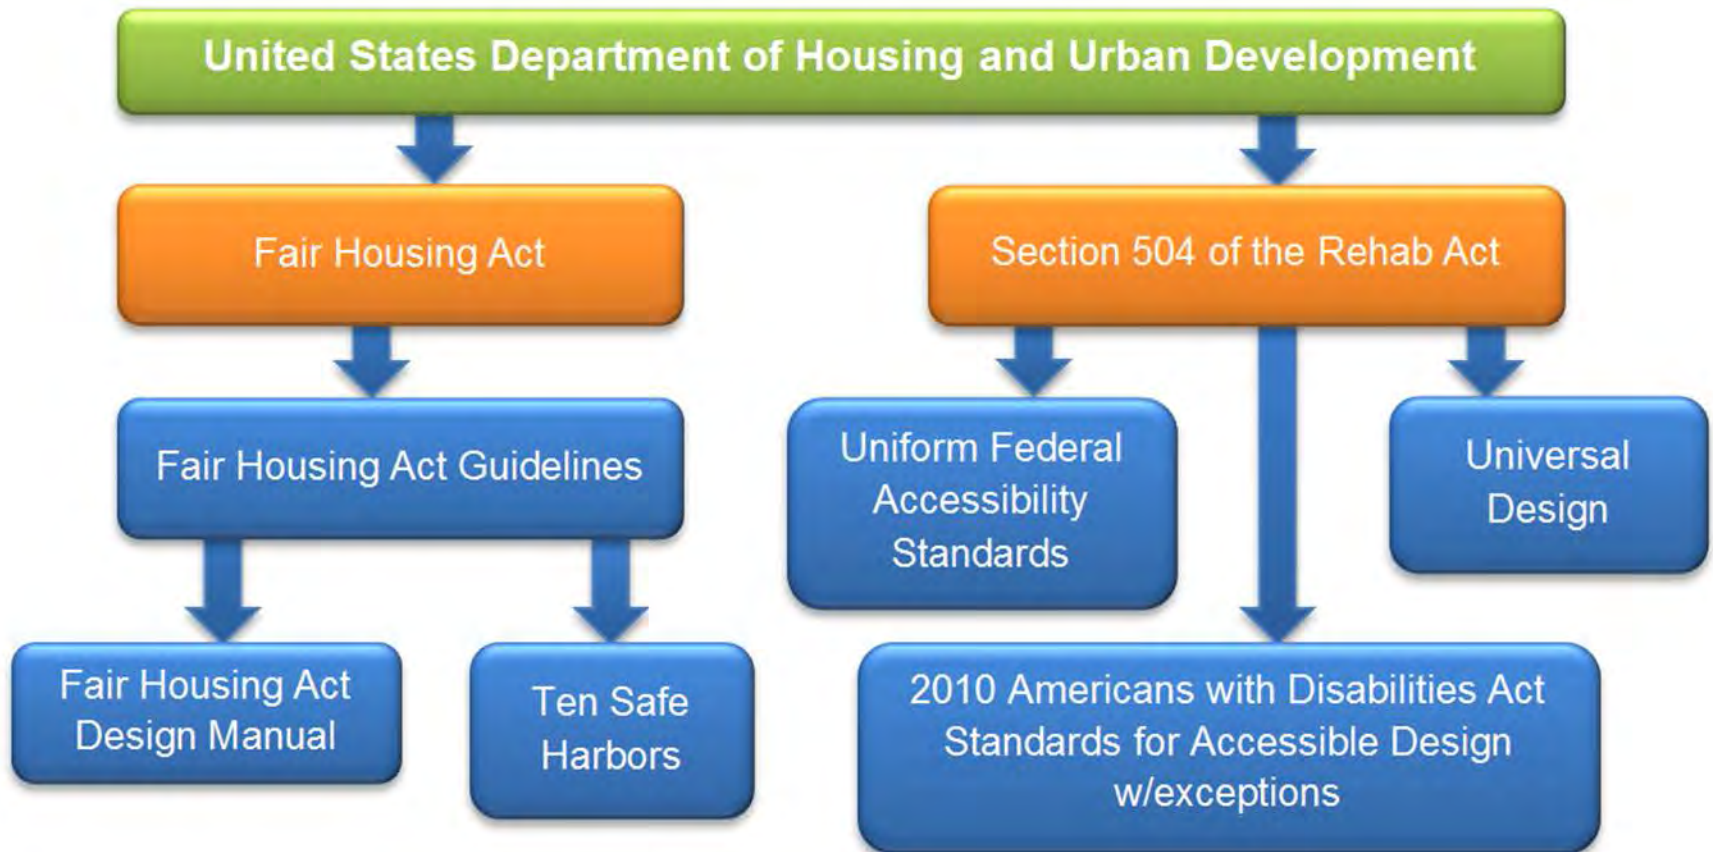 United States Department of Housing and Urban Development
Fair Housing Act
Section 504 of the Rehab Act
Fair Housing Act Guidelines
Uniform Federal
Accessibility
Standards
Universal
Design
Fair Housing Act
Design Manual
Ten Safe
Harbors
2010 Americans with Disabilities Act
Standards for Accessible Design
w/exceptions